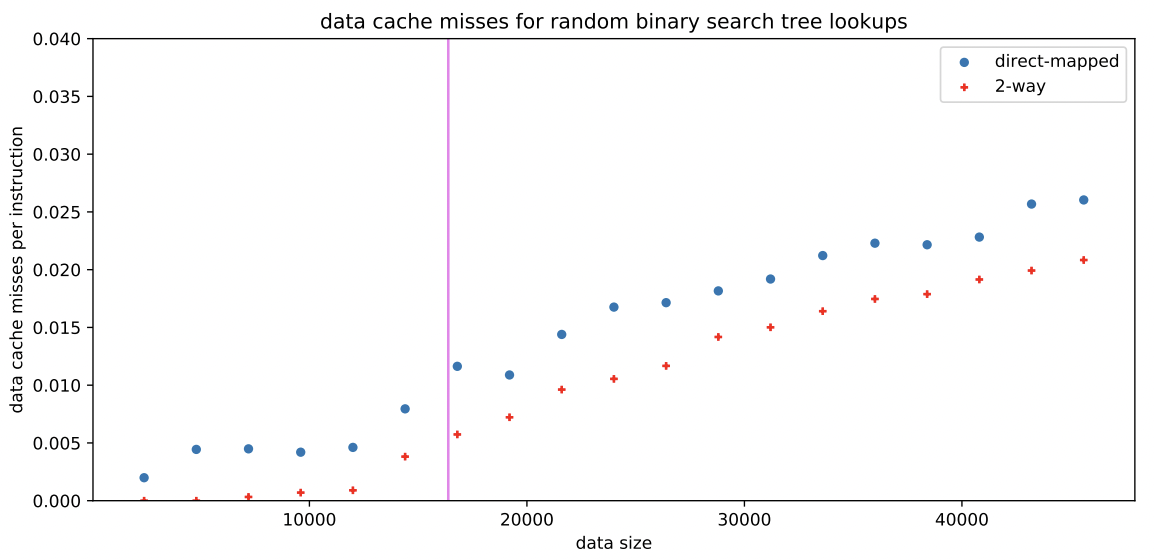 data cache misses for random binary search tree lookups
0.040
0.035
0.030
0.025
0.020
0.015
0.010
0.005
0.000
data cache misses per instruction
direct-mapped
2-way
10000
20000
30000
40000
data size